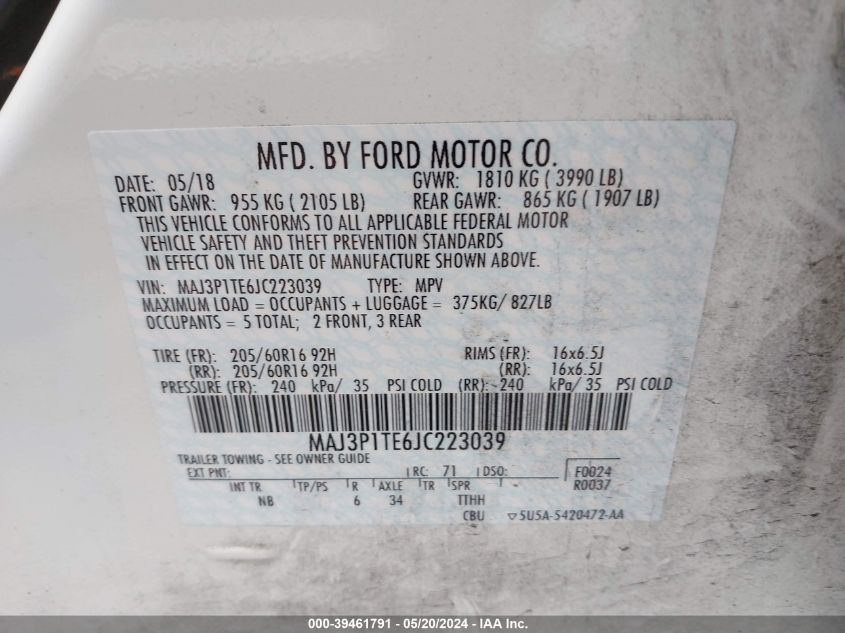 MFD. BY FORD MOTOR CO.
DATE: 05/18 GVWR: 1810 KG ( 3990 LB)
FRONT GAWR: 955 KG ( 2105 LB) REAR GAWR: 865 KG ( 1907 LB)
THIS VEHICLE CONFORMS TO ALL APPLICABLE FEDERAL MOTOR
VEHICLE SAFETY AND THEFT PREVENTION STANDARDS
IN EFFECT ON THE DATE OF MANUFACTURE SHOWN ABOVE.
VIN: MAJ3P1TE6JC223039 TYPE: MPV
MAXIMUM LOAD = OCCUPANTS + LUGGAGE = 375KG/ 827LB
OCCUPANTS = 5 TOTAL; 2 FRONT, 3 REAR
TIRE (FR): 205/60R16 92H RIMS (FR): 16x6.5J
(RR): 205/60R16 92H (RR): 16x6.5J
PRESSURE (FR): 240 kPa/ 35 PSI COLD (RR): 240 kPa/ 35 PSI COLD
MAJ3P1TE6JC223039
TRAILER TOWING - SEE OWNER GUIDE
EXT PNT: RC: 71 DSO: F0024
INT TR TP/PS R AXLE TR SPR R0037
NB 6 34 TTHH
CBU 5U5A-5420472-AA
000-39461791 - 05/20/2024 - IAA Inc.